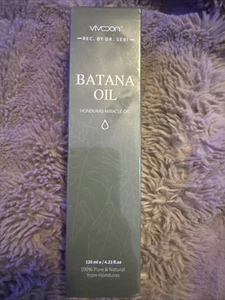 VIVOOMY
REC. BY DR. SEBI
BATANA
OIL
HONDURAS MIRACLE OIL
120 ml e / 4.23 fl.oz
100% Pure & Natural
from Honduras